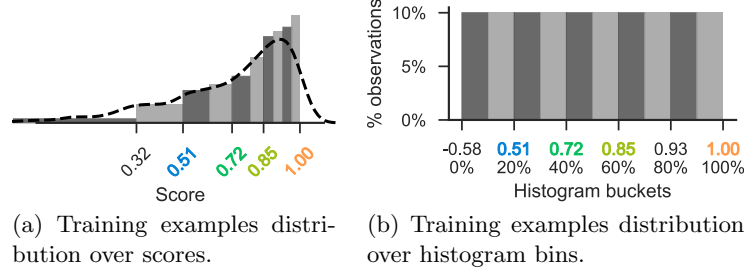 0.32 0.51 0.72 0.85 1.00
Score
(a) Training examples distri-
bution over scores.
% observations
10%
5%
0%
-0.58 0.51 0.72 0.85 0.93 1.00
0% 20% 40% 60% 80% 100%
Histogram buckets
(b) Training examples distribution
over histogram bins.